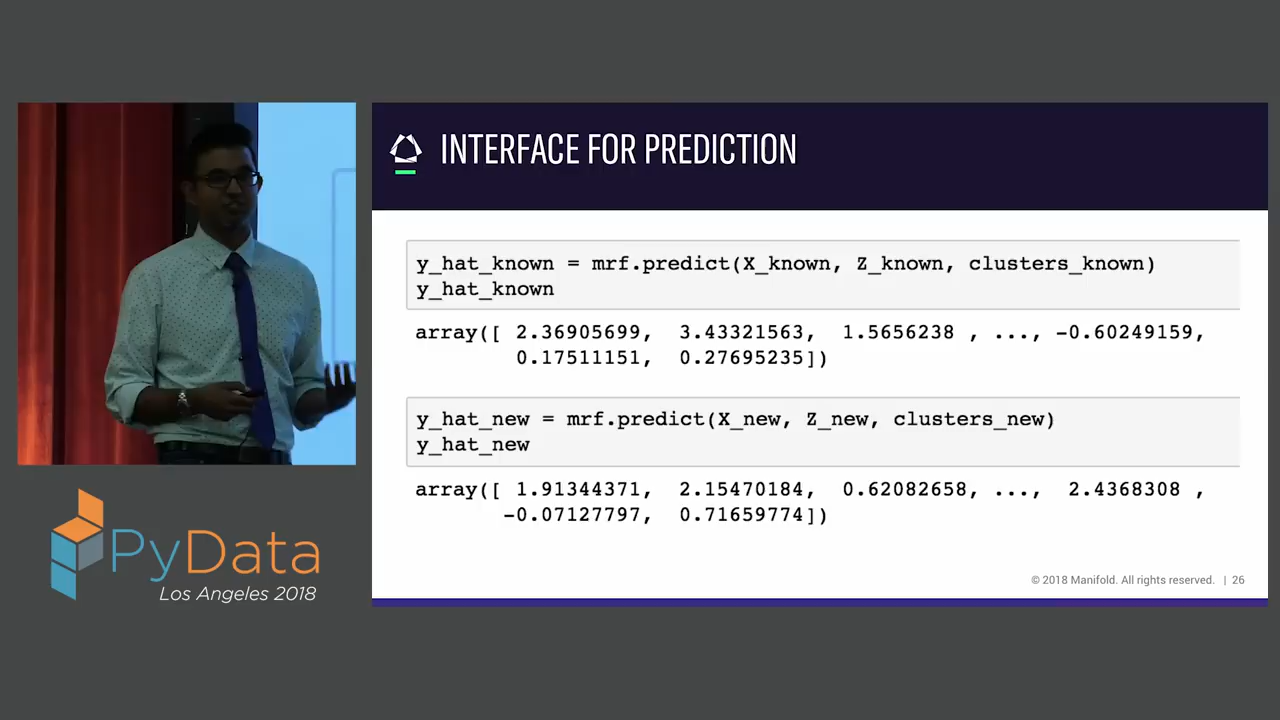 INTERFACE FOR PREDICTION
y_hat_known = mrf.predict(X_known, Z_known, clusters_known)
y_hat_known
array([ 2.36905699, 3.43321563, 1.5656238 , ..., -0.60249159,
0.17511151, 0.27695235])
y_hat_new = mrf.predict(X_new, Z_new, clusters_new)
y_hat_new
array([ 1.91344371, 2.15470184, 0.62082658, ..., 2.4368308 ,
-0.07127797, 0.71659774])
© 2018 Manifold. All rights reserved. | 26
PyData
Los Angeles 2018